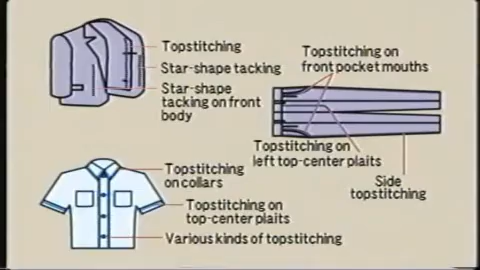 Topstitching
Star-shape tacking
Star-shape
tacking on front
body
Topstitching on
front pocket mouths
Topstitching on
left top-center plaits
Side
topstitching
Topstitching
on collars
Topstitching on
top-center plaits
Various kinds of topstitching